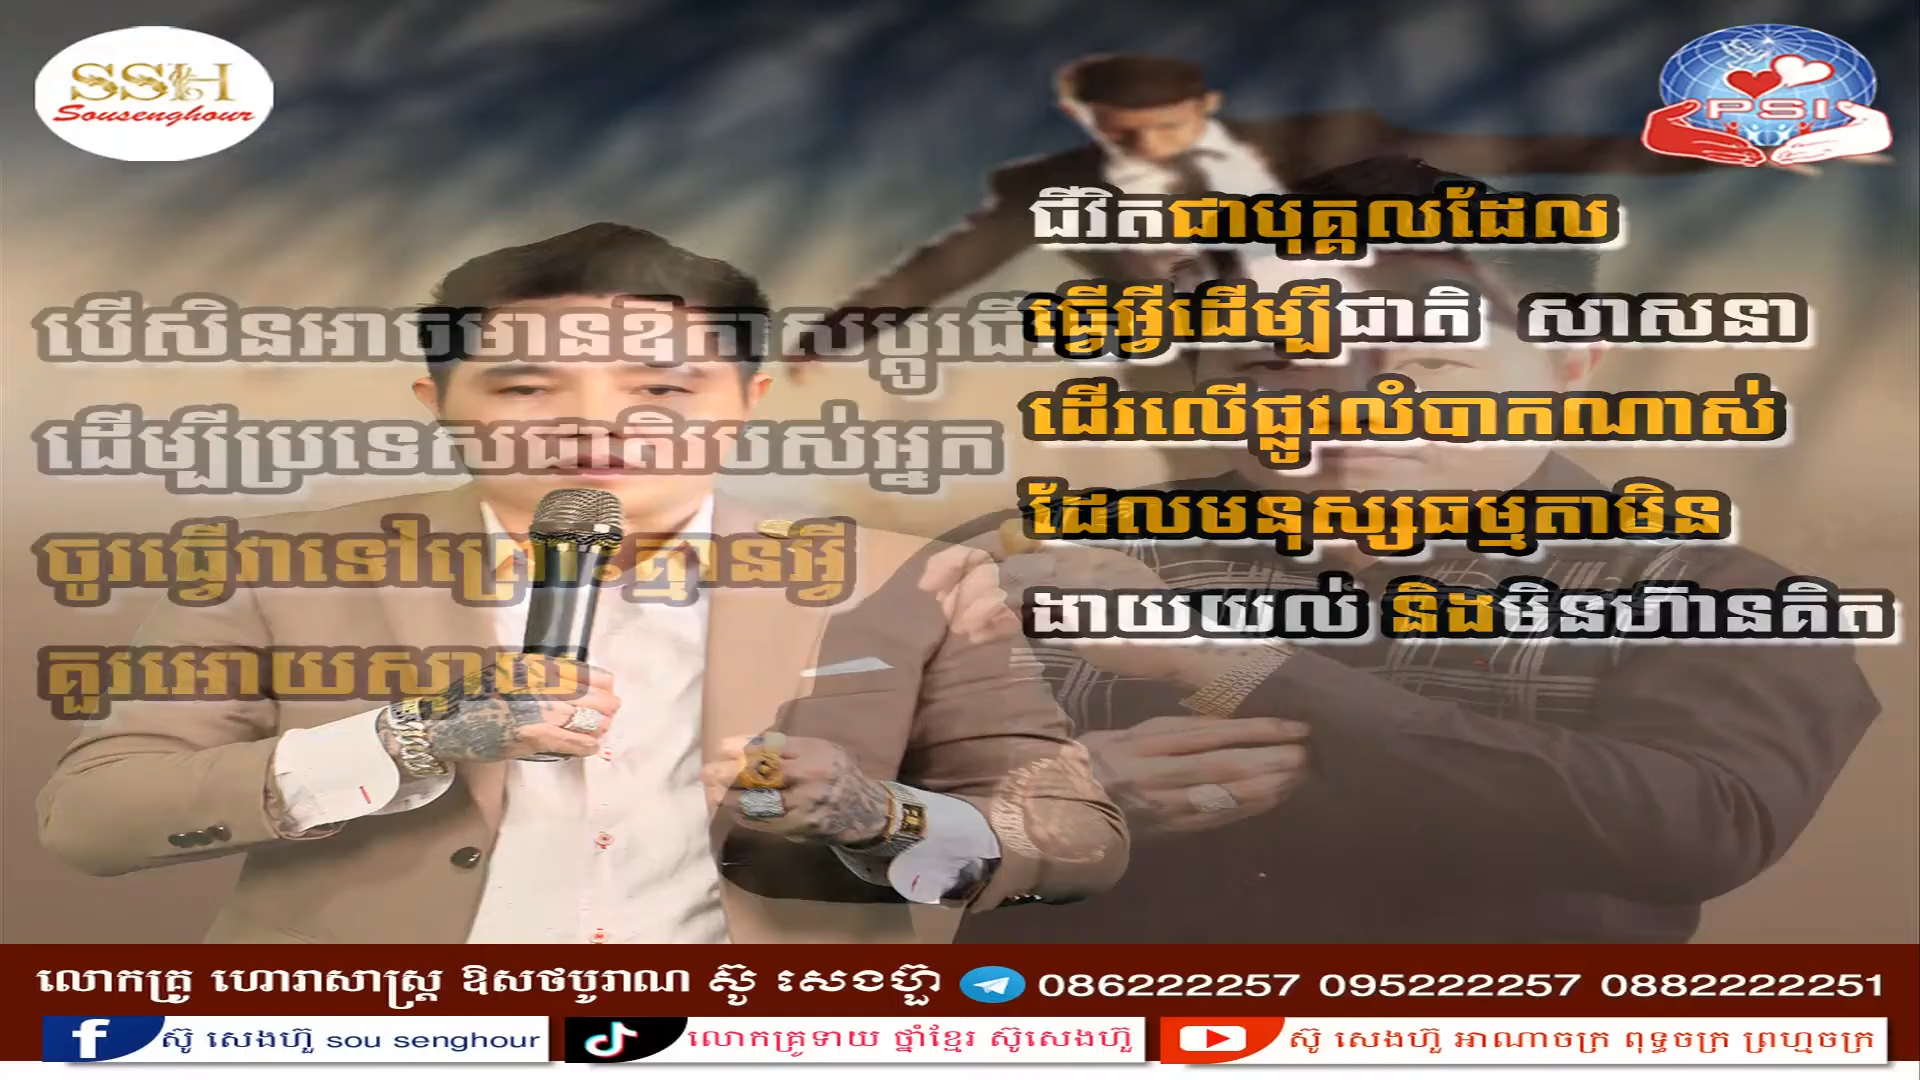 SSH
Sousenghour
PSI
បើសិនអាចមានឱកាសប្តូរជី
ដើម្បីប្រទេសជាតិរបស់អ្នក
ចូរធ្វើវាទៅព្រោះគ្មានអ្វី
គួរអោយស្តាយ
ជីវិតជាបុគ្គលដែល
ធ្វើអ្វីដើម្បីជាតិ សាសនា
ដើរលើផ្លូវលំបាកណាស់
ដែលមនុស្សធម្មតាមិន
ងាយយល់ និងមិនហ៊ានគិត
លោកគ្រូ ហោរាសាស្ត្រ ឱសថបូរាណ ស៊ូ សេងហ៊ួ 086222257 095222257 0882222251
ស៊ូ សេងហ៊ួ sou senghour
លោកគ្រូទាយ ថ្នាំខ្មែរ ស៊ូសេងហ៊ួ
ស៊ូ សេងហ៊ួ អាណាចក្រ ពុទ្ធចក្រ ព្រហ្មចក្រ